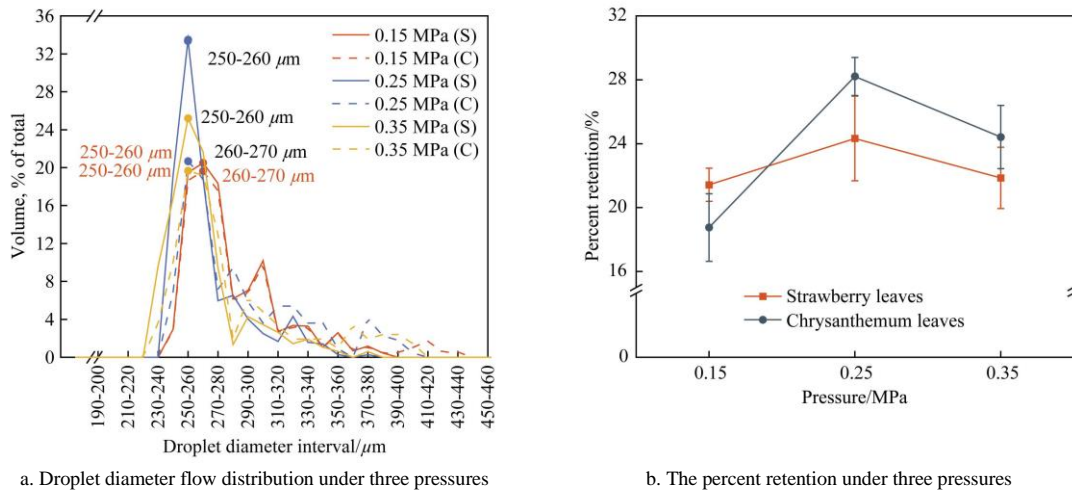 36
32
28
24
20
16
12
8
4
0
Volume, % of total
250-260 μm
250-260 μm
250-260 μm
250-260 μm
260-270 μm
260-270 μm
0.15 MPa (S)
0.15 MPa (C)
0.25 MPa (S)
0.25 MPa (C)
0.35 MPa (S)
0.35 MPa (C)
190-200
210-220
230-240
250-260
270-280
290-300
310-320
330-340
350-360
370-380
390-400
410-420
430-440
450-460
Droplet diameter interval/μm
a. Droplet diameter flow distribution under three pressures
32
28
24
20
16
0
Percent retention/%
Strawberry leaves
Chrysanthemum leaves
0.15
0.25
0.35
Pressure/MPa
b. The percent retention under three pressures